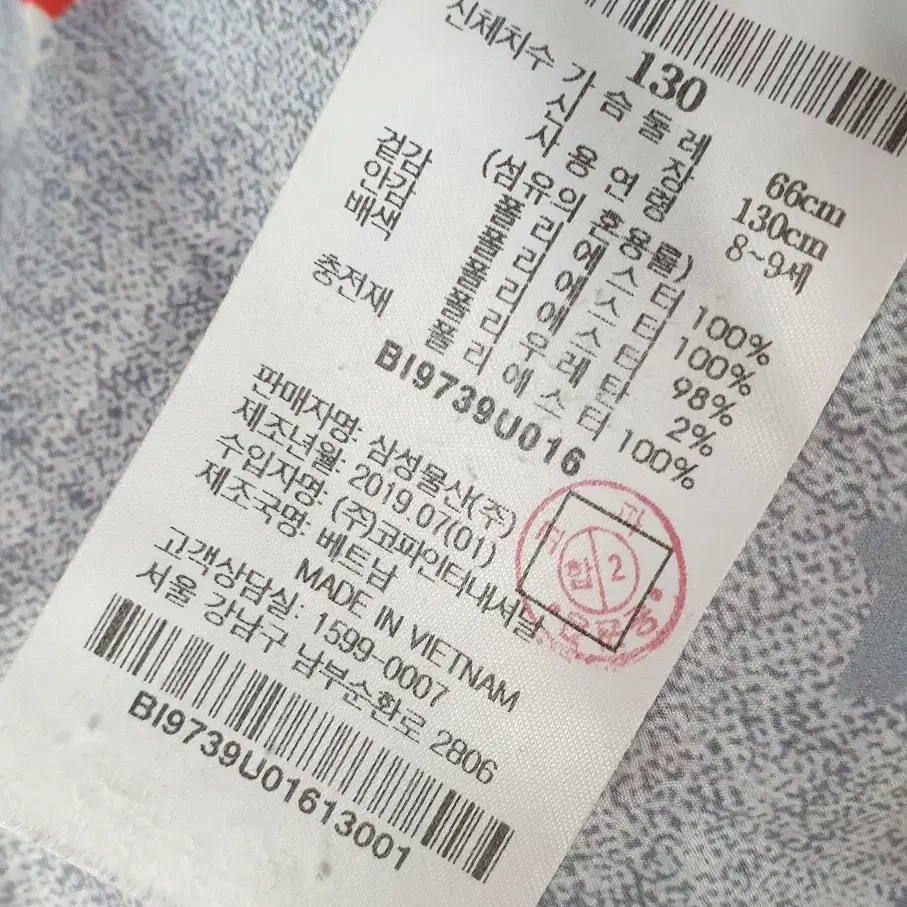 130
신체치수 가슴둘레 66cm
신장 130cm
사용연령 8~9세
(섬유의 혼용률)
겉감 폴리에스터 100%
안감 폴리에스터 100%
배색 폴리에스터 98%
폴리우레탄 2%
충전재 폴리에스터 100%
BI9739U016
판매자명: 삼성물산(주)
제조년월: 2019.07(01)
수입자명: (주)코파인터내셔날
제조국명: 베트남
MADE IN VIETNAM
고객상담실: 1599-0007
서울 강남구 남부순환로 2806
BI9739U01613001
합 2